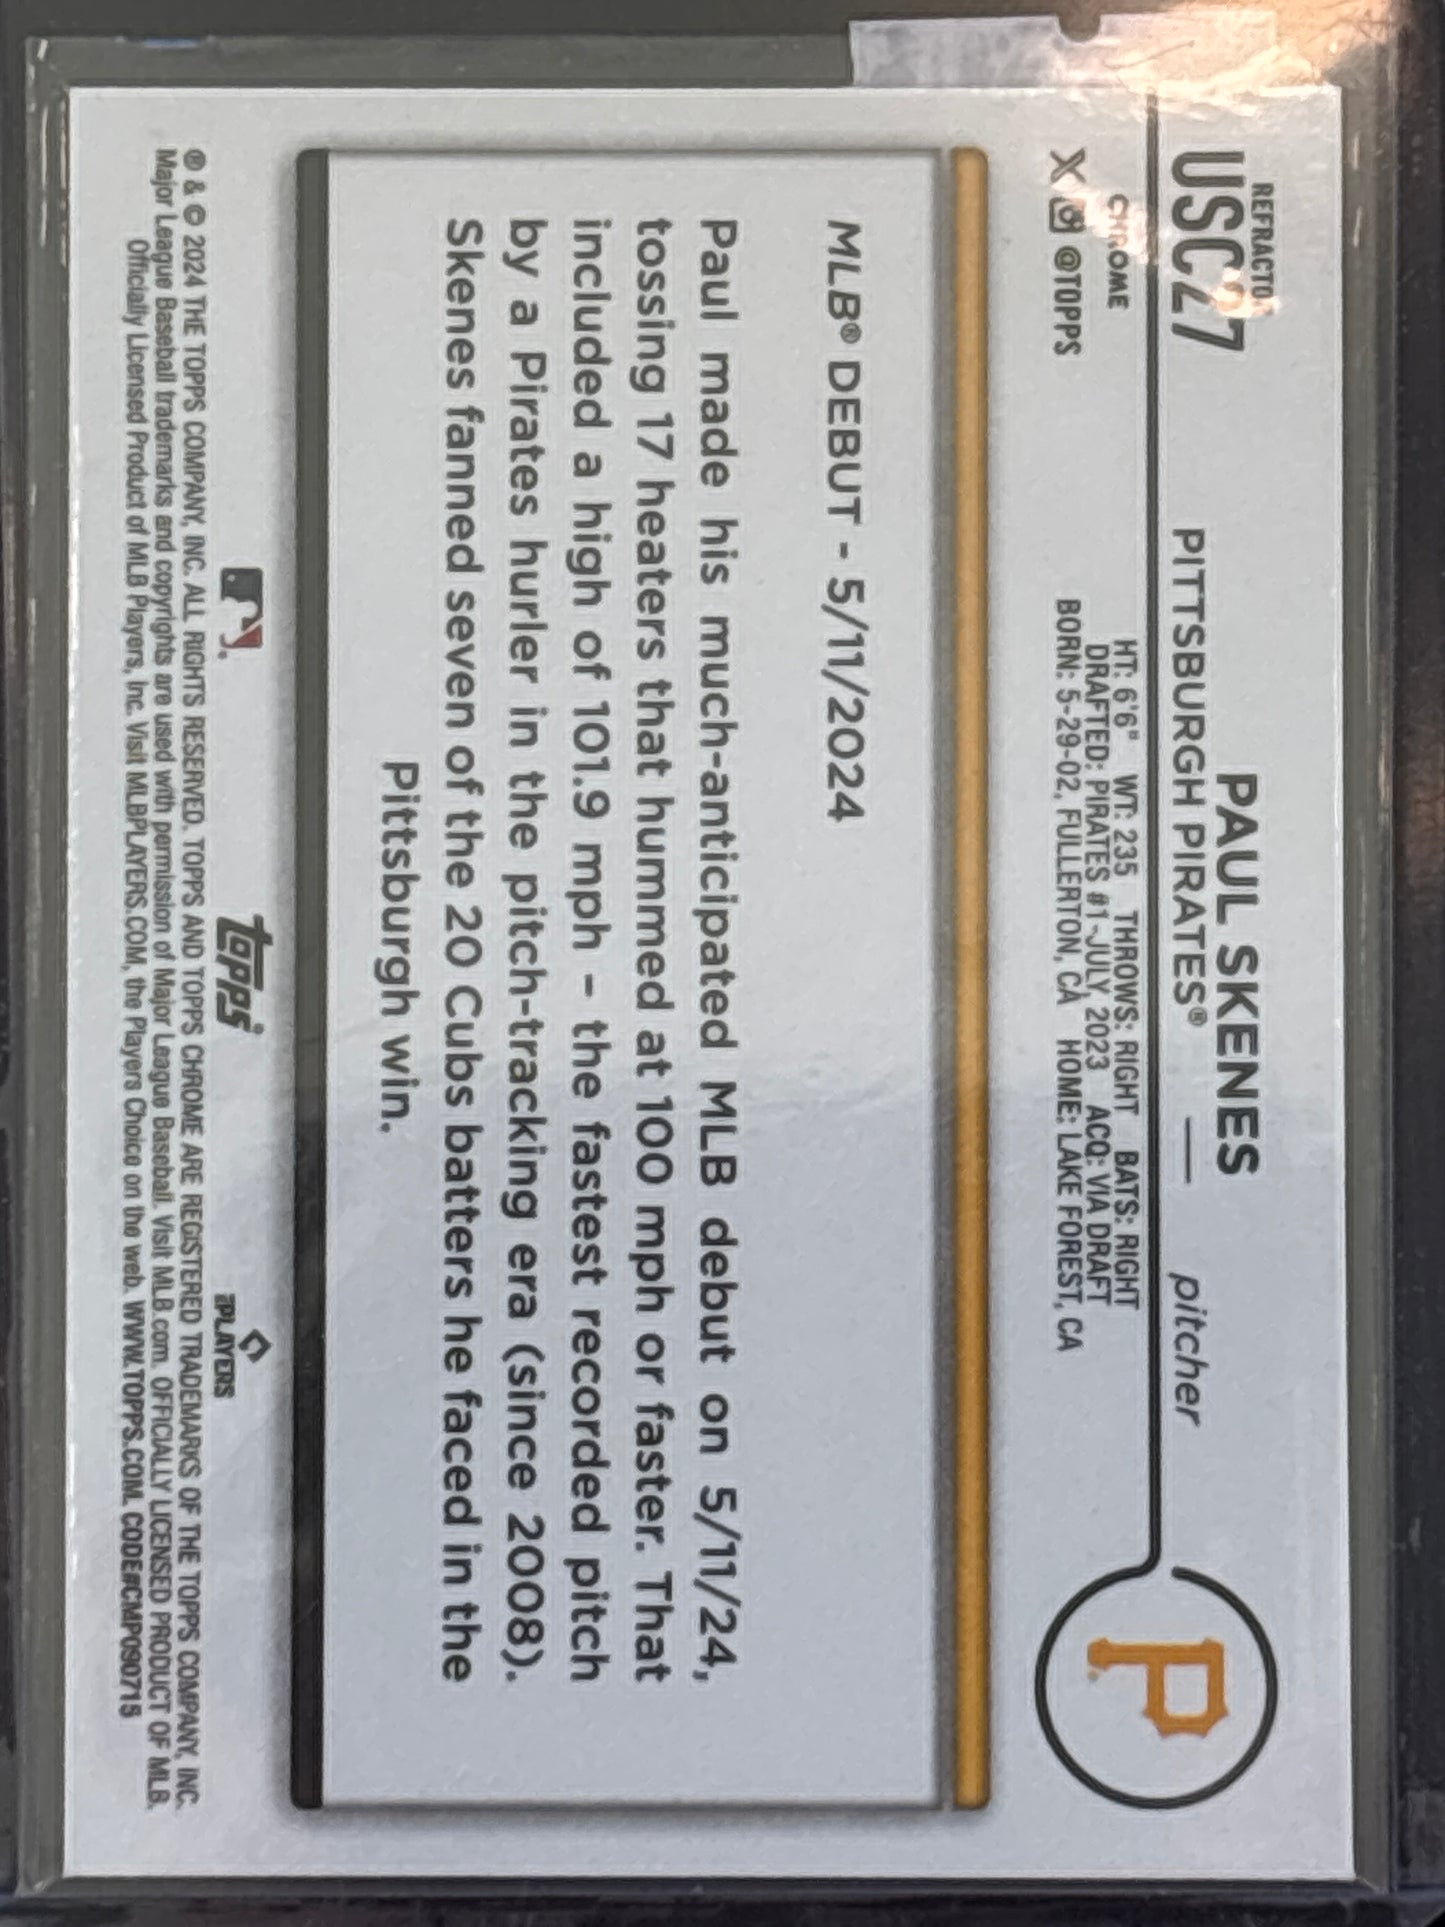 REFRACTOR
USC27
CHROME
@TOPPS
PAUL SKENES
PITTSBURGH PIRATES® — pitcher
HT: 6'6" WT: 235 THROWS: RIGHT BATS: RIGHT
DRAFTED: PIRATES #1-JULY, 2023 ACQ: VIA DRAFT
BORN: 5-29-02, FULLERTON, CA HOME: LAKE FOREST, CA
P
MLB® DEBUT - 5/11/2024
Paul made his much-anticipated MLB debut on 5/11/24,
tossing 17 heaters that hummed at 100 mph or faster. That
included a high of 101.9 mph – the fastest recorded pitch
by a Pirates hurler in the pitch-tracking era (since 2008).
Skenes fanned seven of the 20 Cubs batters he faced in the
Pittsburgh win.
topps
PLAYERS
® & © 2024 THE TOPPS COMPANY, INC. ALL RIGHTS RESERVED. TOPPS AND TOPPS CHROME ARE REGISTERED TRADEMARKS OF THE TOPPS COMPANY, INC.
Major League Baseball trademarks and copyrights are used with permission of Major League Baseball. Visit MLB.com. OFFICIALLY LICENSED PRODUCT OF MLB.
Officially Licensed Product of MLB Players, Inc. Visit MLBPLAYERS.COM, the Players Choice on the web. WWW.TOPPS.COM. CODE#CMP090715